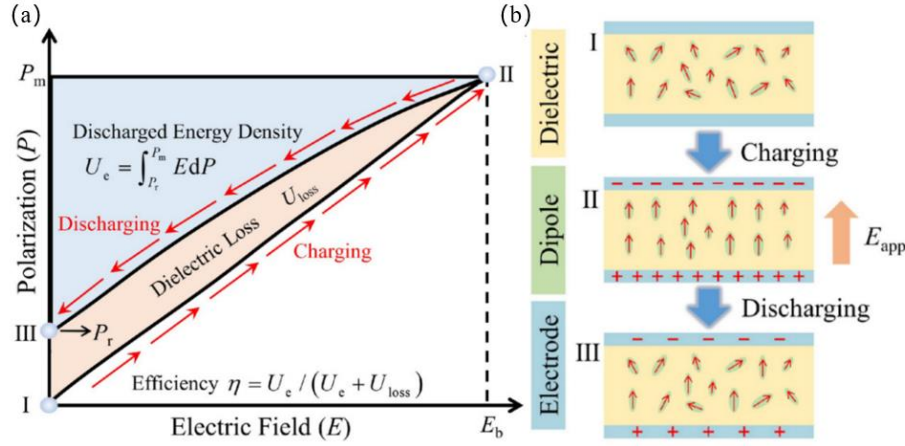 (a)
Polarization (P)
P_m
II
Discharged Energy Density
U_e = ∫_{P_r}^{P_m} E dP
Discharging
Dielectric Loss U_loss
Charging
III
P_r
I
Efficiency η = U_e / (U_e + U_loss)
Electric Field (E)
E_b
(b)
Dielectric
Dipole
Electrode
I
Charging
II
− − − − − − − − − −
E_app
+ + + + + + + + + +
Discharging
III
− − − − −
+ + + + +